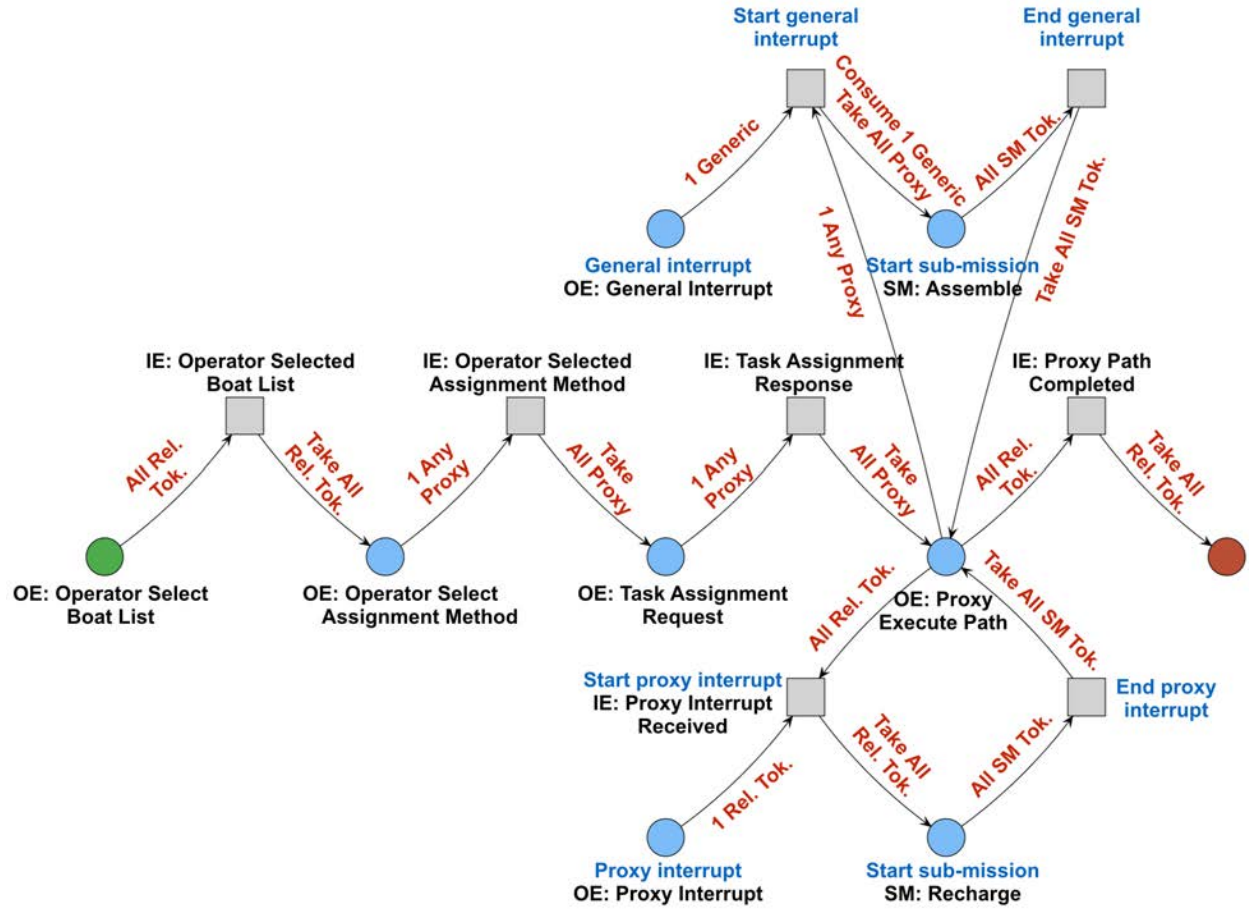 Start general
interrupt
End general
interrupt
1 Generic
Consume 1 Generic
Take All Proxy
All SM Tok.
1 Any Proxy
Take All SM Tok.
General interrupt
OE: General Interrupt
Start sub-mission
SM: Assemble
IE: Operator Selected
Boat List
IE: Operator Selected
Assignment Method
IE: Task Assignment
Response
IE: Proxy Path
Completed
All Rel.
Tok.
Take All
Rel. Tok.
1 Any
Proxy
Take
All Proxy
1 Any
Proxy
Take
All Proxy
All Rel.
Tok.
Take All
Rel. Tok.
OE: Operator Select
Boat List
OE: Operator Select
Assignment Method
OE: Task Assignment
Request
OE: Proxy
Execute Path
All Rel. Tok.
Take All SM Tok.
Start proxy interrupt
IE: Proxy Interrupt
Received
End proxy
interrupt
1 Rel. Tok.
Take All
Rel. Tok.
All SM Tok.
Proxy interrupt
OE: Proxy Interrupt
Start sub-mission
SM: Recharge